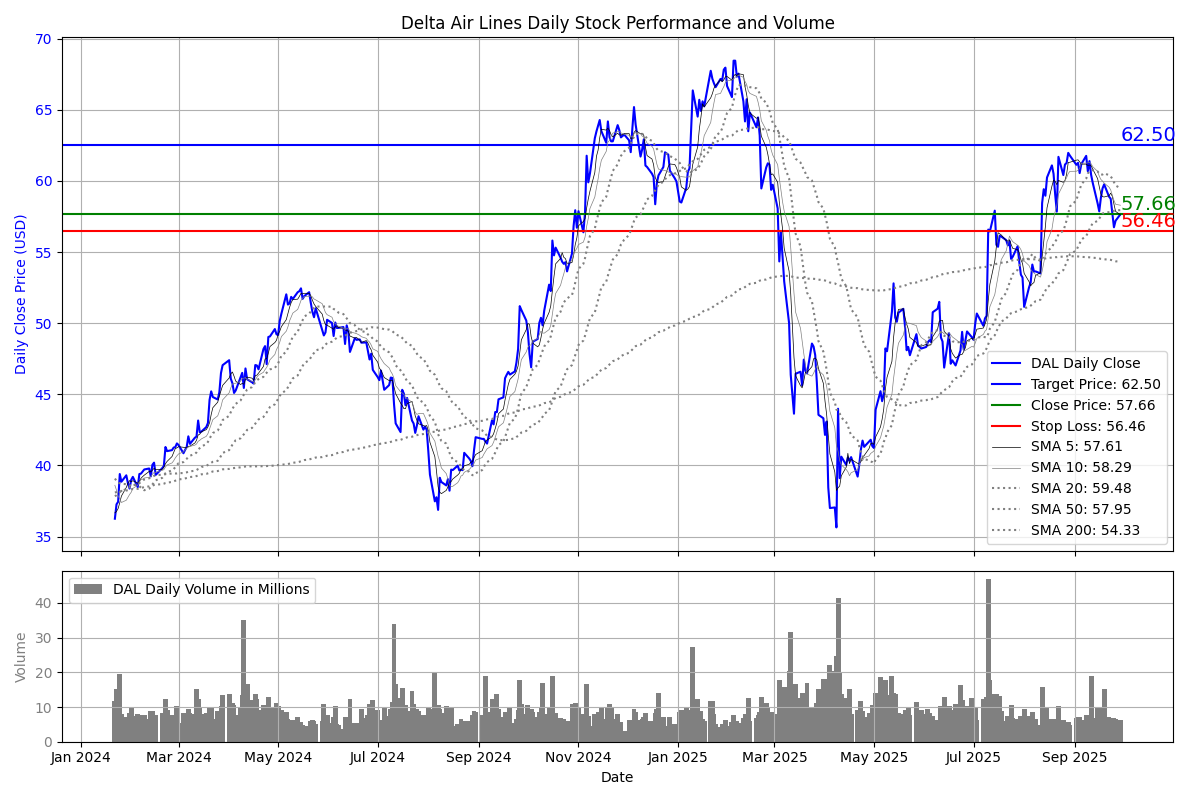 Delta Air Lines Daily Stock Performance and Volume
Daily Close Price (USD)
70
65
60
55
50
45
40
35
62.50
57.66
56.46
DAL Daily Close
Target Price: 62.50
Close Price: 57.66
Stop Loss: 56.46
SMA 5: 57.61
SMA 10: 58.29
SMA 20: 59.48
SMA 50: 57.95
SMA 200: 54.33
Volume
40
30
20
10
0
DAL Daily Volume in Millions
Jan 2024 Mar 2024 May 2024 Jul 2024 Sep 2024 Nov 2024 Jan 2025 Mar 2025 May 2025 Jul 2025 Sep 2025
Date